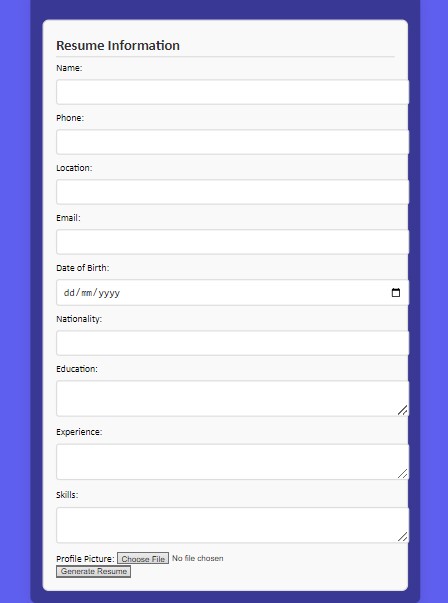 Resume Information
Name:
Phone:
Location:
Email:
Date of Birth:
dd/mm/yyyy
Nationality:
Education:
Experience:
Skills:
Profile Picture: Choose File No file chosen
Generate Resume